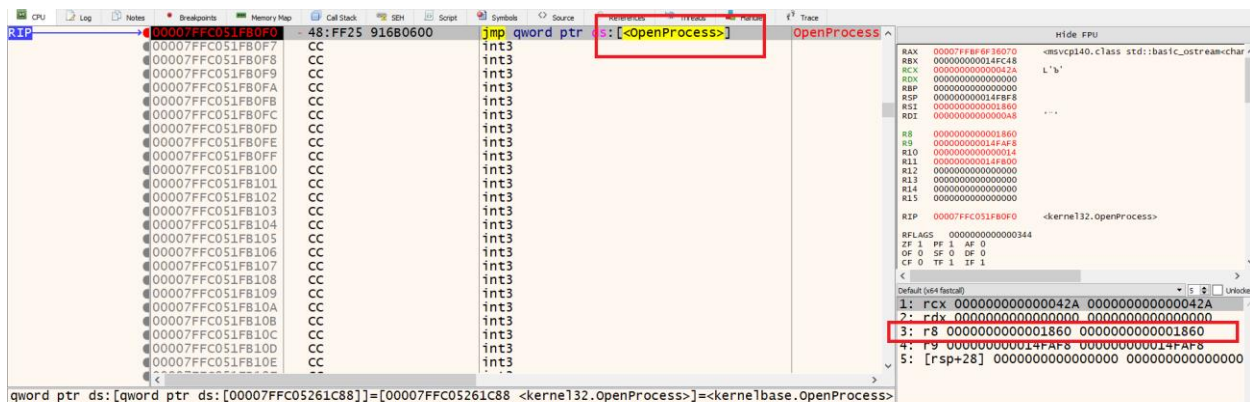 CPU Log Notes Breakpoints Memory Map Call Stack SEH Script Symbols Source References Threads Handle Trace
RIP 00007FFC051FB0F0 - 48:FF25 916B0600 jmp qword ptr ds:[<OpenProcess>] OpenProcess
00007FFC051FB0F7 CC int3
00007FFC051FB0F8 CC int3
00007FFC051FB0F9 CC int3
00007FFC051FB0FA CC int3
00007FFC051FB0FB CC int3
00007FFC051FB0FC CC int3
00007FFC051FB0FD CC int3
00007FFC051FB0FE CC int3
00007FFC051FB0FF CC int3
00007FFC051FB100 CC int3
00007FFC051FB101 CC int3
00007FFC051FB102 CC int3
00007FFC051FB103 CC int3
00007FFC051FB104 CC int3
00007FFC051FB105 CC int3
00007FFC051FB106 CC int3
00007FFC051FB107 CC int3
00007FFC051FB108 CC int3
00007FFC051FB109 CC int3
00007FFC051FB10A CC int3
00007FFC051FB10B CC int3
00007FFC051FB10C CC int3
00007FFC051FB10D CC int3
00007FFC051FB10E CC int3
Hide FPU
RAX 00007FFBF6F36070 <msvcp140.class std::basic_ostream<char
RBX 000000000014FC48
RCX 000000000000042A L'Ъ'
RDX 0000000000000000
RBP 0000000000000000
RSP 000000000014FBF8
RSI 0000000000001860
RDI 00000000000000A8
R8 0000000000001860
R9 000000000014FAF8
R10 0000000000000014
R11 000000000014FB00
R12 0000000000000000
R13 0000000000000000
R14 0000000000000000
R15 0000000000000000
RIP 00007FFC051FB0F0 <kernel32.OpenProcess>
RFLAGS 0000000000000344
ZF 1 PF 1 AF 0
OF 0 SF 0 DF 0
CF 0 TF 1 IF 1
Default (x64 fastcall) 5 Unlocke
1: rcx 000000000000042A 000000000000042A
2: rdx 0000000000000000 0000000000000000
3: r8 0000000000001860 0000000000001860
4: r9 000000000014FAF8 000000000014FAF8
5: [rsp+28] 0000000000000000 0000000000000000
qword ptr ds:[qword ptr ds:[00007FFC05261C88]]=[00007FFC05261C88 <kernel32.OpenProcess>]=<kernelbase.OpenProcess>